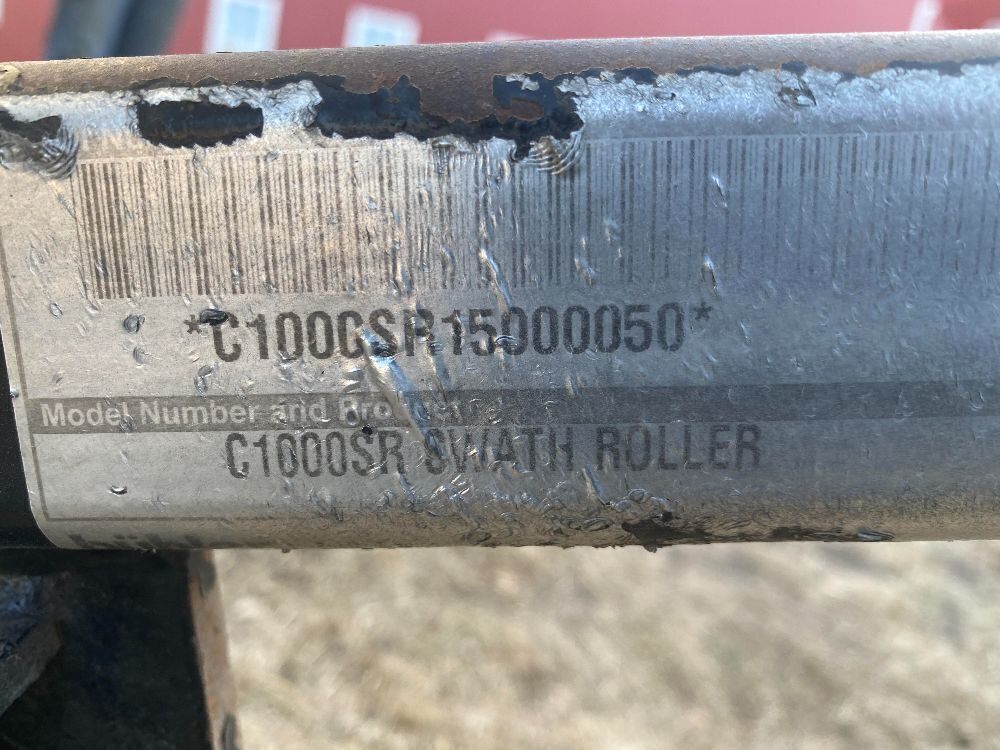 *C1000SR15000050*
Model Number and Product
C1000SR SWATH ROLLER